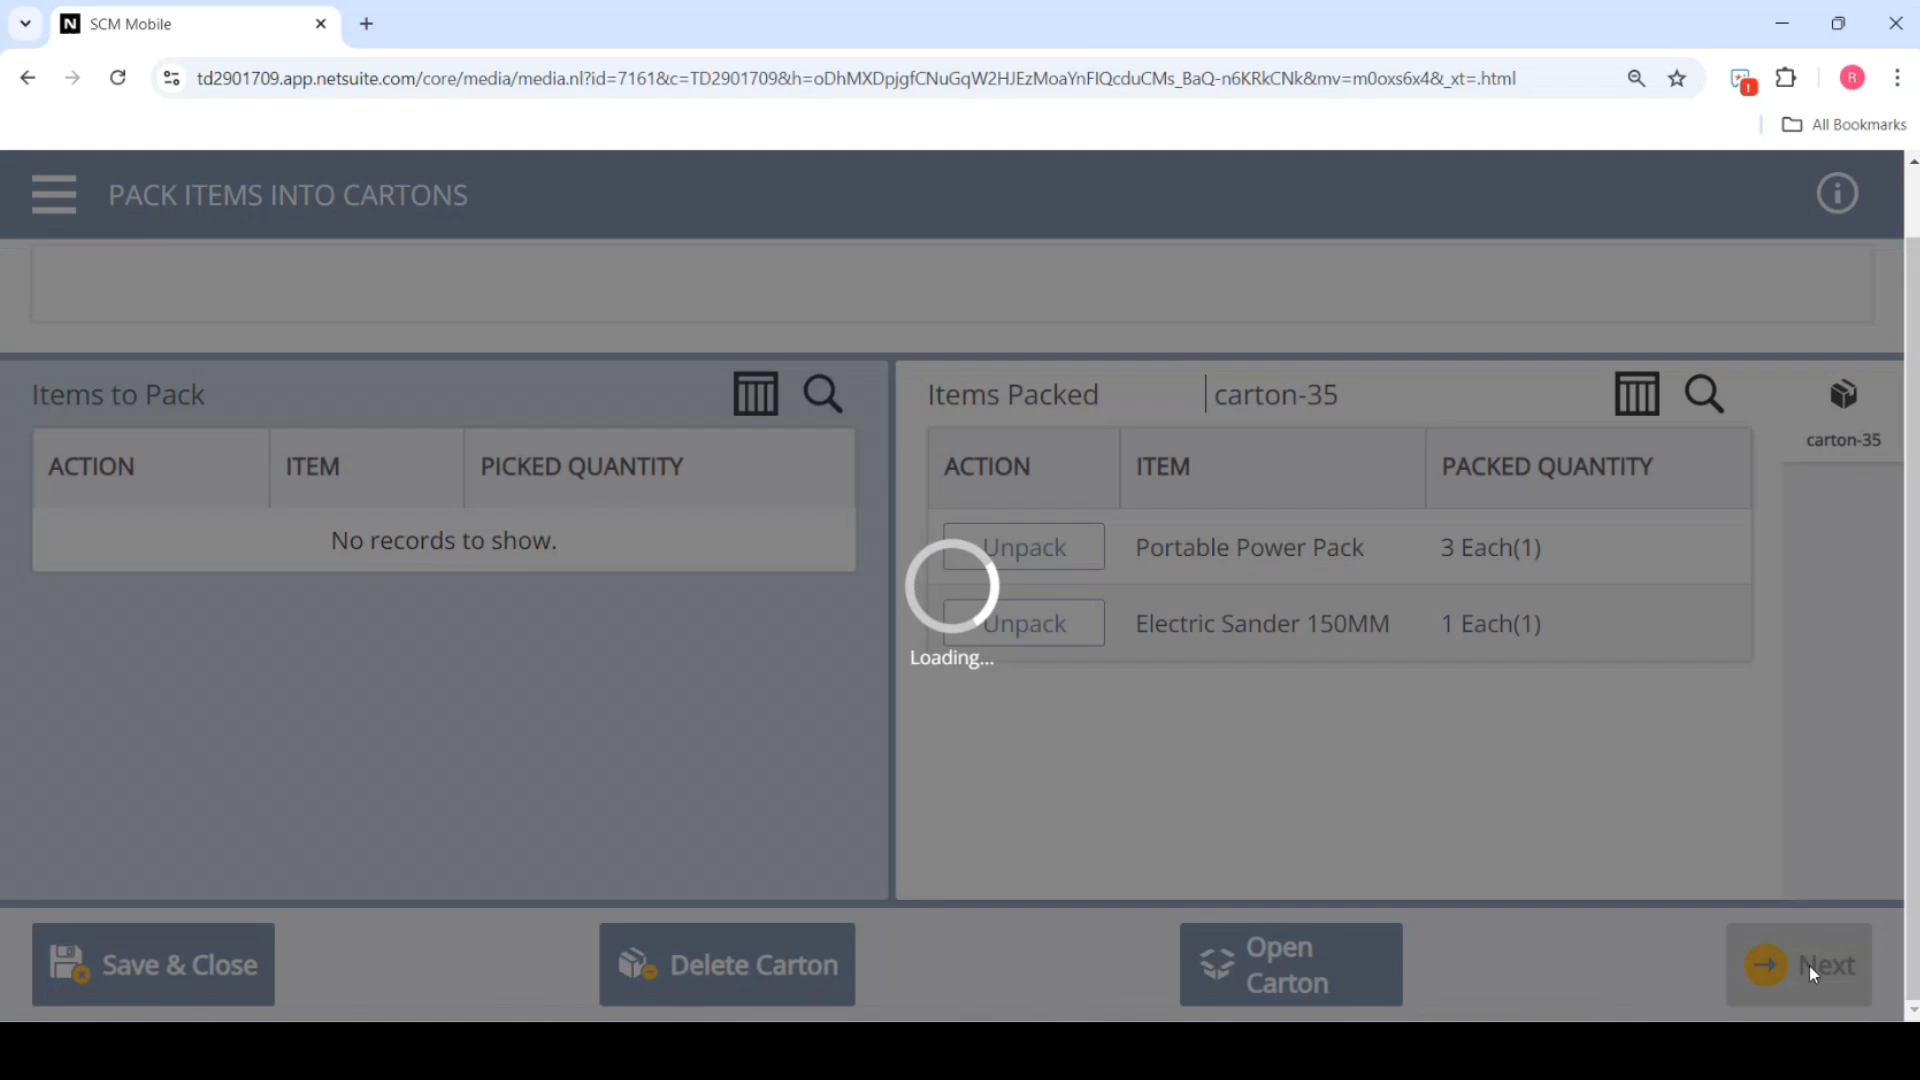 SCM Mobile
td2901709.app.netsuite.com/core/media/media.nl?id=7161&c=TD2901709&h=oDhMXDpjgfCNuGqW2HJEzMoaYnFIQcduCMs_BaQ-n6KRkCNk&mv=m0oxs6x4&_xt=.html
R
All Bookmarks
PACK ITEMS INTO CARTONS
Items to Pack
ACTION ITEM PICKED QUANTITY
No records to show.
Items Packed carton-35
carton-35
ACTION ITEM PACKED QUANTITY
Unpack Portable Power Pack 3 Each(1)
Unpack Electric Sander 150MM 1 Each(1)
Loading...
Save & Close
Delete Carton
Open
Carton
Next